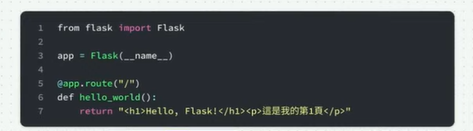 1 from flask import Flask
2
3 app = Flask(__name__)
4
5 @app.route("/")
6 def hello_world():
7     return "<h1>Hello, Flask!</h1><p>這是我的第1頁</p>"